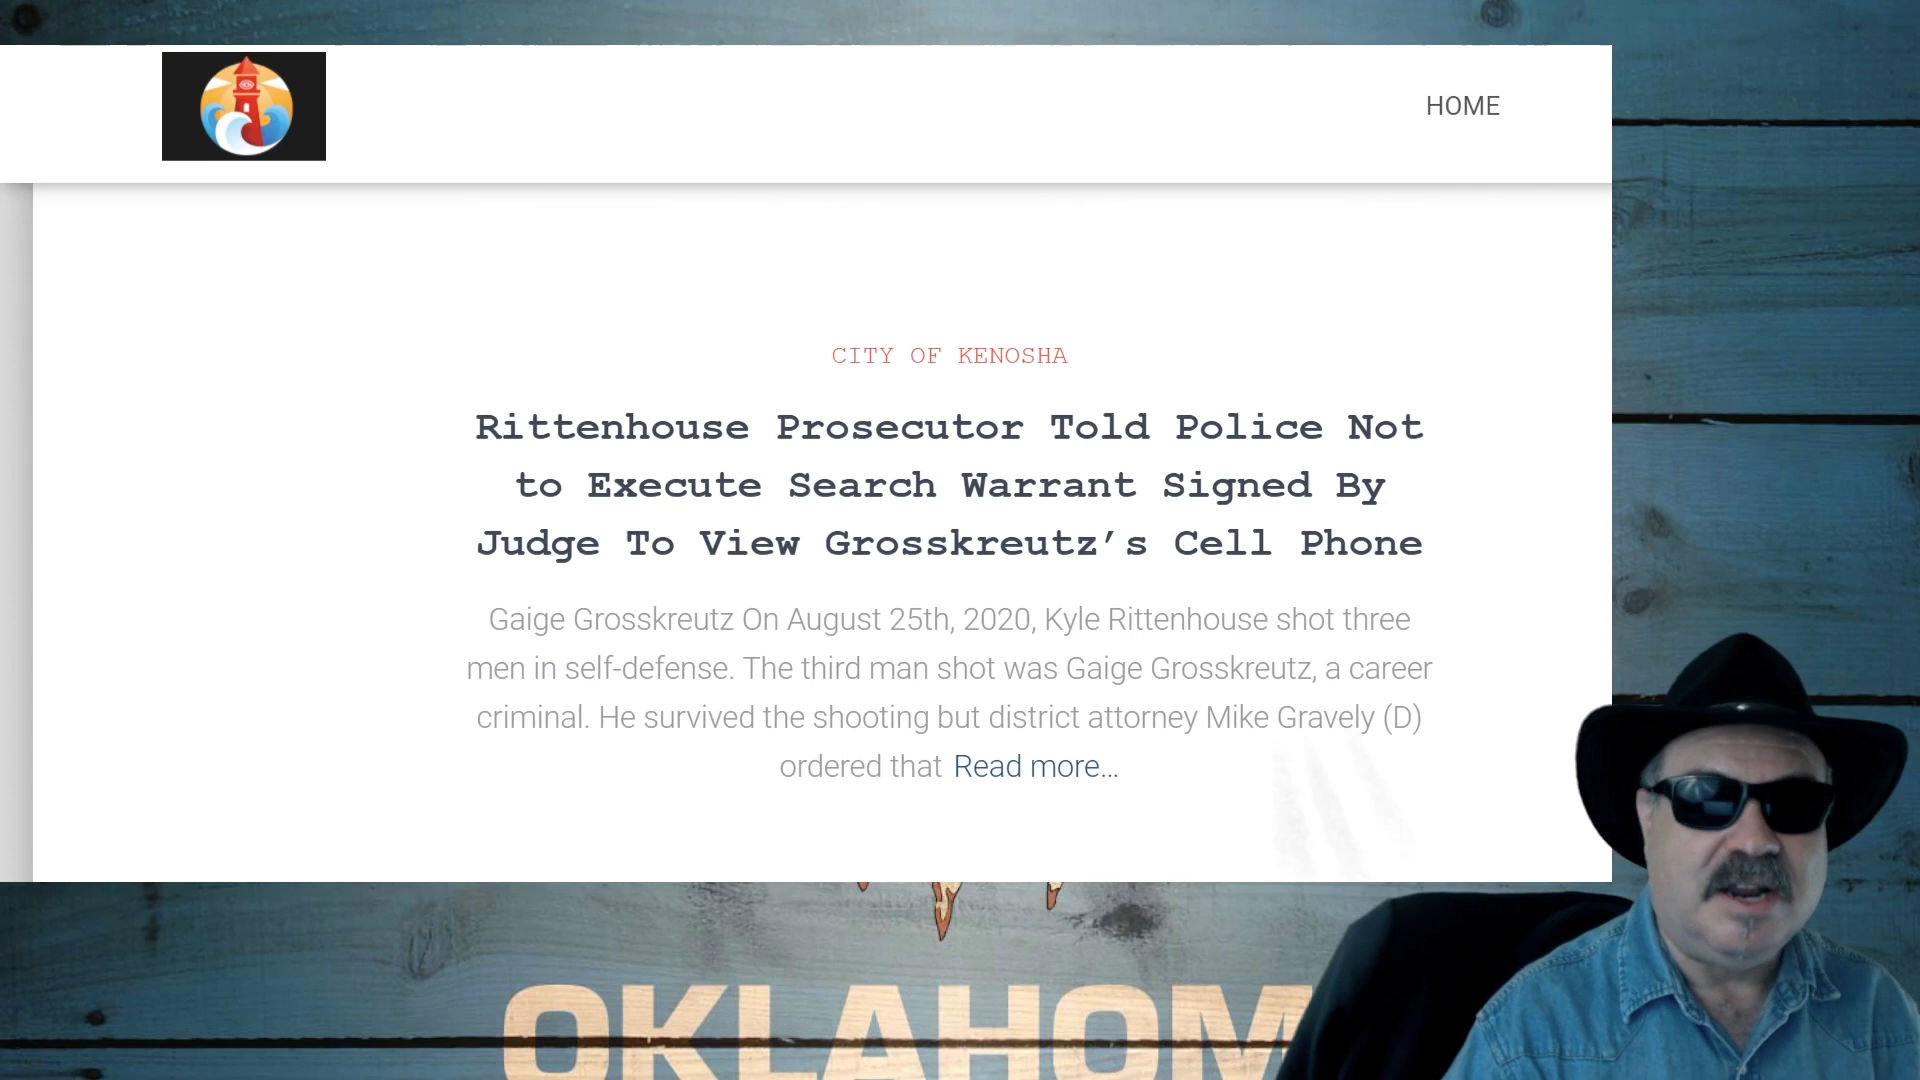 HOME
CITY OF KENOSHA
Rittenhouse Prosecutor Told Police Not
to Execute Search Warrant Signed By
Judge To View Grosskreutz’s Cell Phone
Gaige Grosskreutz On August 25th, 2020, Kyle Rittenhouse shot three
men in self-defense. The third man shot was Gaige Grosskreutz, a career
criminal. He survived the shooting but district attorney Mike Gravely (D)
ordered that Read more...
OKLAHOM